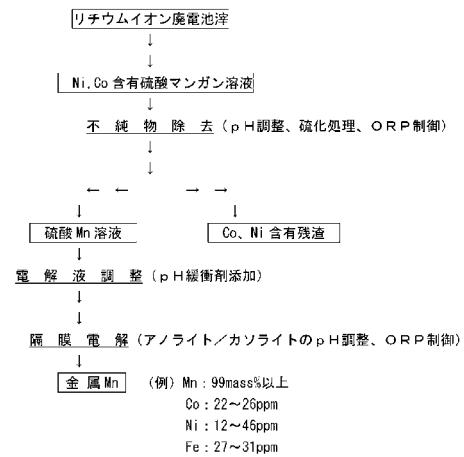 リチウムイオン廃電池滓
↓
↓
Ni.Co含有硫酸マンガン溶液
↓
不純物除去(pH調整、硫化処理、ORP制御)
↓
↓
← ← → →
↓ ↓
硫酸Mn溶液 Co、Ni含有残渣
↓
電解液調整(pH緩衝剤添加)
↓
↓
隔膜電解(アノライト/カソライトのpH調整、ORP制御)
↓
金属Mn (例)Mn:99mass%以上
Co:22~26ppm
Ni:12~46ppm
Fe:27~31ppm